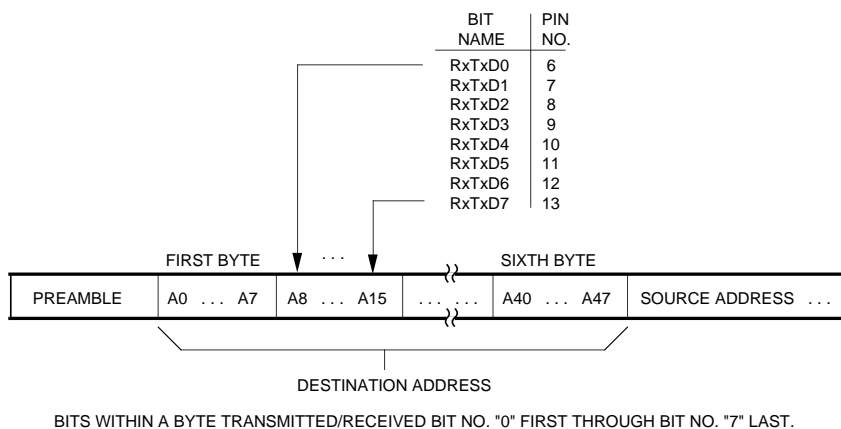 BIT PIN
NAME NO.
RxTxD0 6
RxTxD1 7
RxTxD2 8
RxTxD3 9
RxTxD4 10
RxTxD5 11
RxTxD6 12
RxTxD7 13
FIRST BYTE ... SIXTH BYTE
PREAMBLE A0 ... A7 A8 ... A15 ... ... A40 ... A47 SOURCE ADDRESS ...
DESTINATION ADDRESS
BITS WITHIN A BYTE TRANSMITTED/RECEIVED BIT NO. "0" FIRST THROUGH BIT NO. "7" LAST.